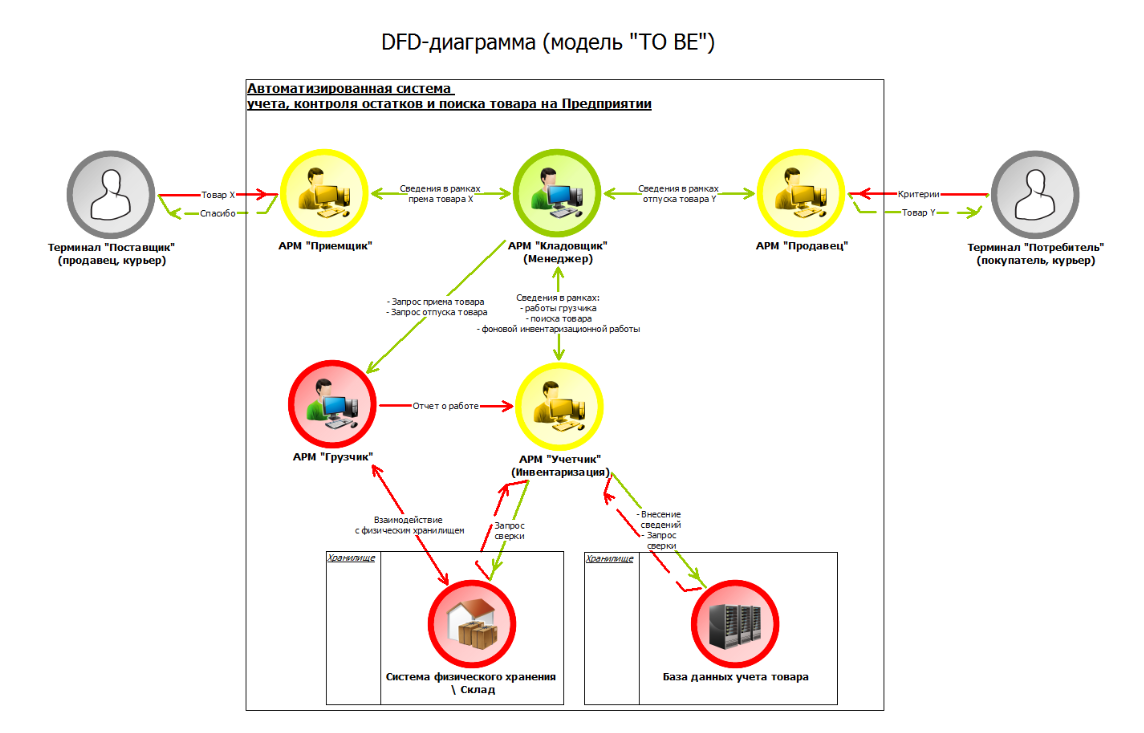 DFD-диаграмма (модель "TO BE")
Автоматизированная система
учета, контроля остатков и поиска товара на Предприятии
Товар X
Спасибо
Сведения в рамках
према товара X
Сведения в рамках
отпуска товара Y
Критерии
Товар Y
Терминал "Поставщик"
(продавец, курьер)
АРМ "Приемщик"
АРМ "Кладовщик"
(Менеджер)
АРМ "Продавец"
Терминал "Потребитель"
(покупатель, курьер)
- Запрос приема товара
- Запрос отпуска товара
Сведения в рамках:
- работы грузчика
- поиска товара
- фоновой инвентаризационной работы
Отчет о работе
АРМ "Грузчик"
АРМ "Учетчик"
(Инвентаризация)
Взаимодействие
с физическим хранилищем
Запрос
сверки
- Внесение
сведений
- Запрос
сверки
Хранилище
Хранилище
Система физического хранения
\ Склад
База данных учета товара